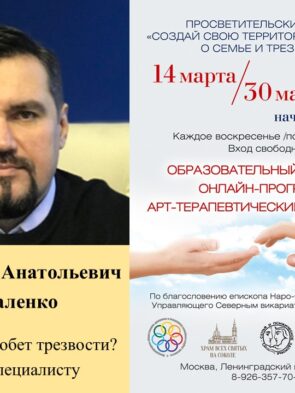 Анатольевич
аленко
обет трезвости?
пециалисту
ПРОСВЕТИТЕЛЬСКИ
«СОЗДАЙ СВОЮ ТЕРРИТОР
О СЕМЬЕ И ТРЕЗ
14 марта/30 ма
нач
Каждое воскресенье /по
Вход свободн
ОБРАЗОВАТЕЛЬНЫЙ
ОНЛАЙН-ПРОГ
АРТ-ТЕРАПЕВТИЧЕСКИЙ
По благословению епископа Наро-
Управляющего Северным викариат
ХРАМ ВСЕХ СВЯТЫХ
НА СОКОЛЕ
Москва, Ленинградский
8-926-357-70-